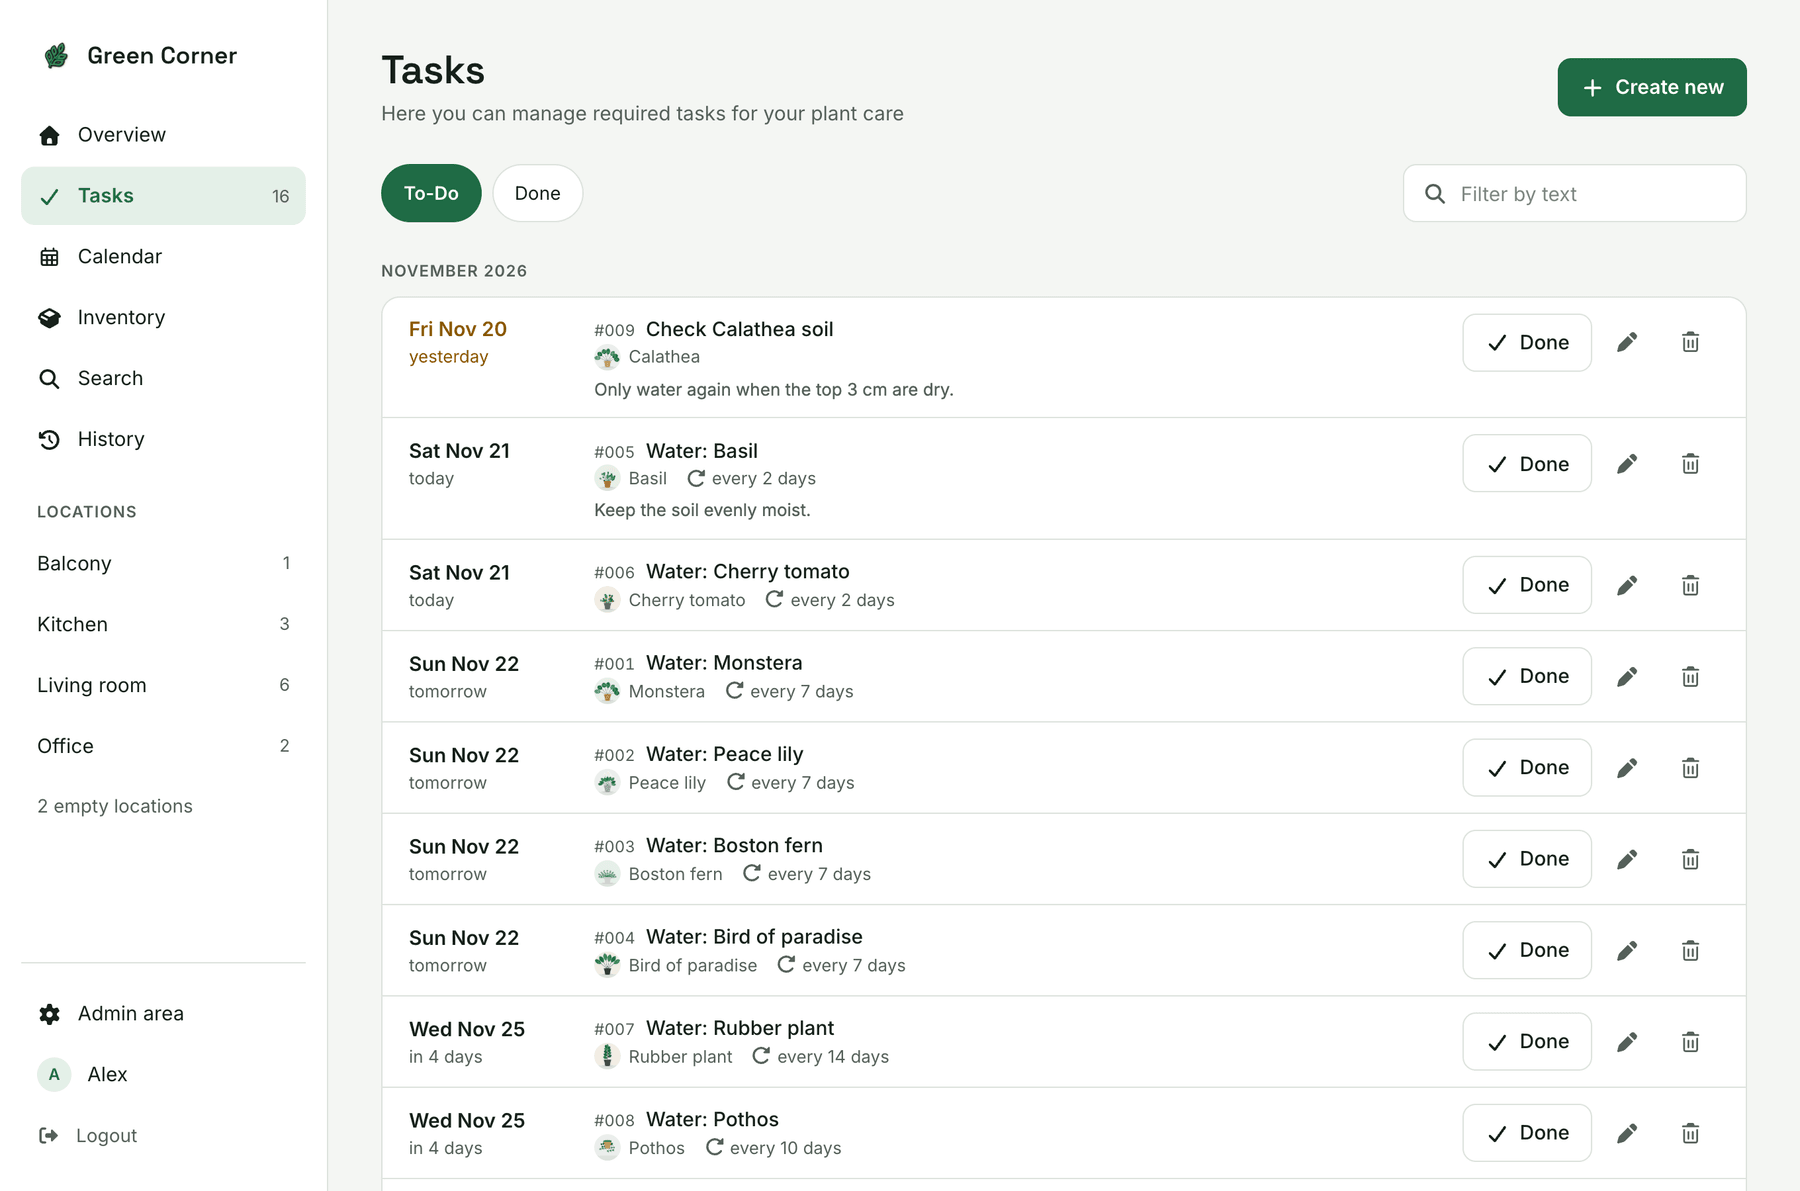 Green Corner
Overview
Tasks 16
Calendar
Inventory
Search
History
LOCATIONS
Balcony 1
Kitchen 3
Living room 6
Office 2
2 empty locations
Admin area
A Alex
Logout
Tasks
Here you can manage required tasks for your plant care
Create new
To-Do Done
Filter by text
NOVEMBER 2026
Fri Nov 20 #009 Check Calathea soil Done
yesterday Calathea
Only water again when the top 3 cm are dry.
Sat Nov 21 #005 Water: Basil Done
today Basil every 2 days
Keep the soil evenly moist.
Sat Nov 21 #006 Water: Cherry tomato Done
today Cherry tomato every 2 days
Sun Nov 22 #001 Water: Monstera Done
tomorrow Monstera every 7 days
Sun Nov 22 #002 Water: Peace lily Done
tomorrow Peace lily every 7 days
Sun Nov 22 #003 Water: Boston fern Done
tomorrow Boston fern every 7 days
Sun Nov 22 #004 Water: Bird of paradise Done
tomorrow Bird of paradise every 7 days
Wed Nov 25 #007 Water: Rubber plant Done
in 4 days Rubber plant every 14 days
Wed Nov 25 #008 Water: Pothos Done
in 4 days Pothos every 10 days